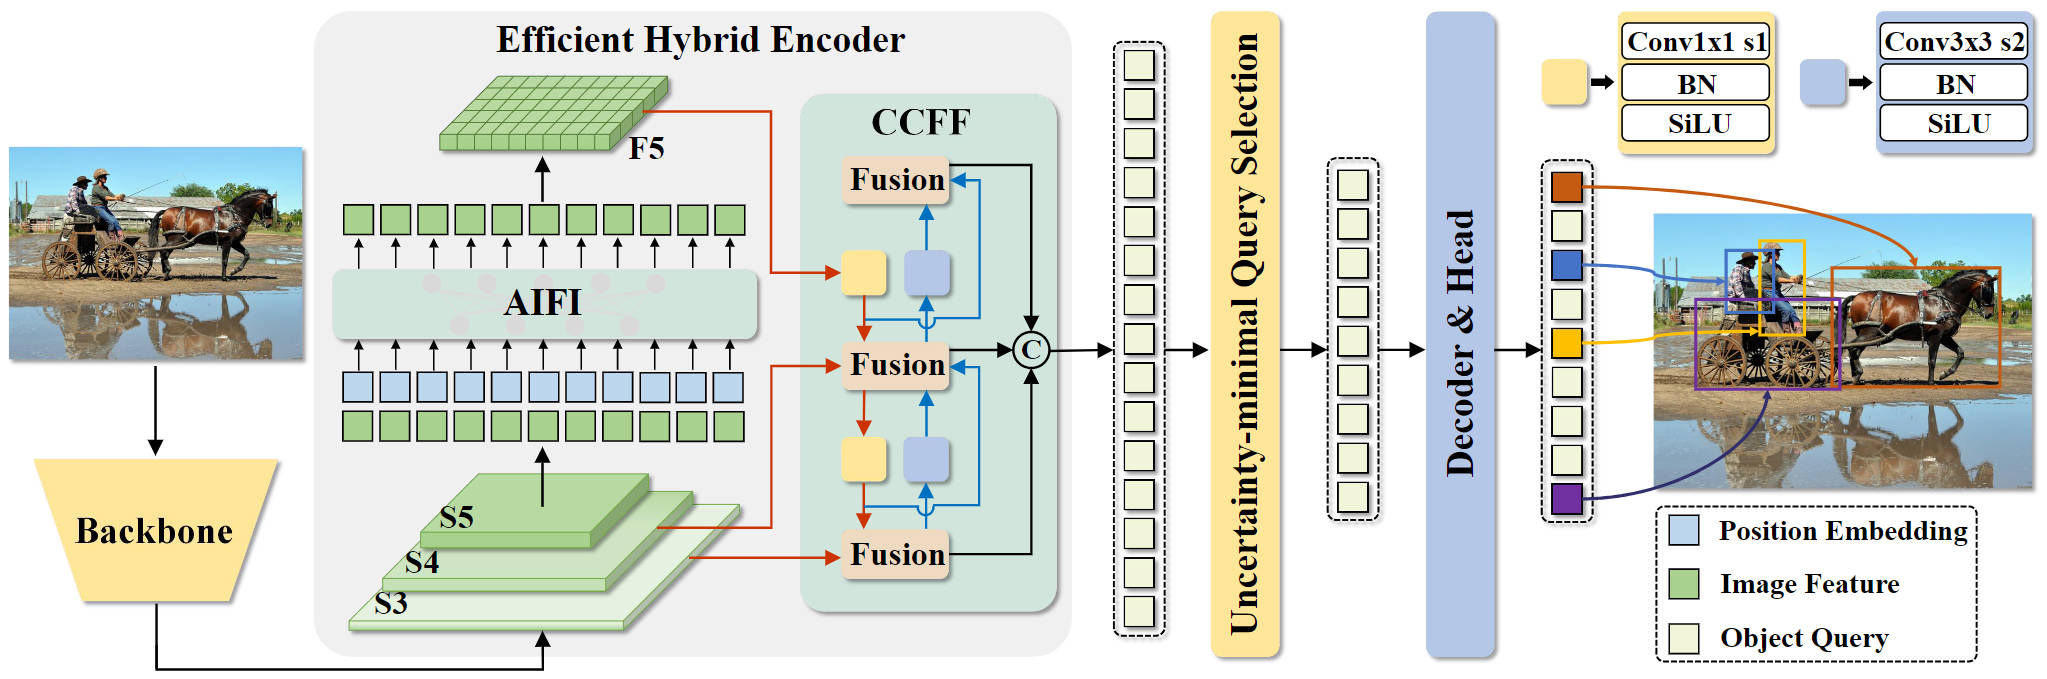 Efficient Hybrid Encoder
F5
AIFI
S5
S4
S3
Backbone
CCFF
Fusion
Fusion
Fusion
C
Uncertainty-minimal Query Selection
Decoder & Head
Conv1x1 s1
BN
SiLU
Conv3x3 s2
BN
SiLU
Position Embedding
Image Feature
Object Query